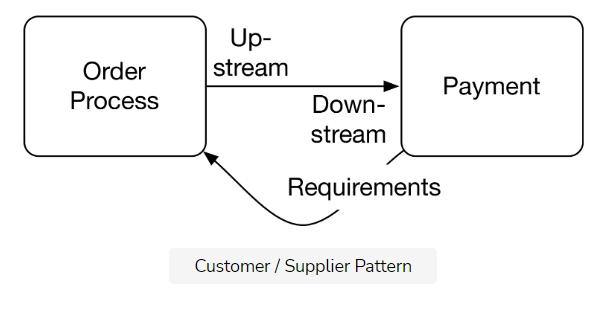 Order
Process
Up-
stream
Payment
Down-
stream
Requirements
Customer / Supplier Pattern